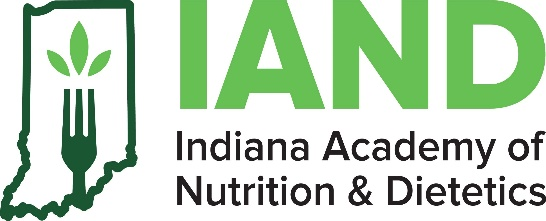 IAND
Indiana Academy of
Nutrition & Dietetics